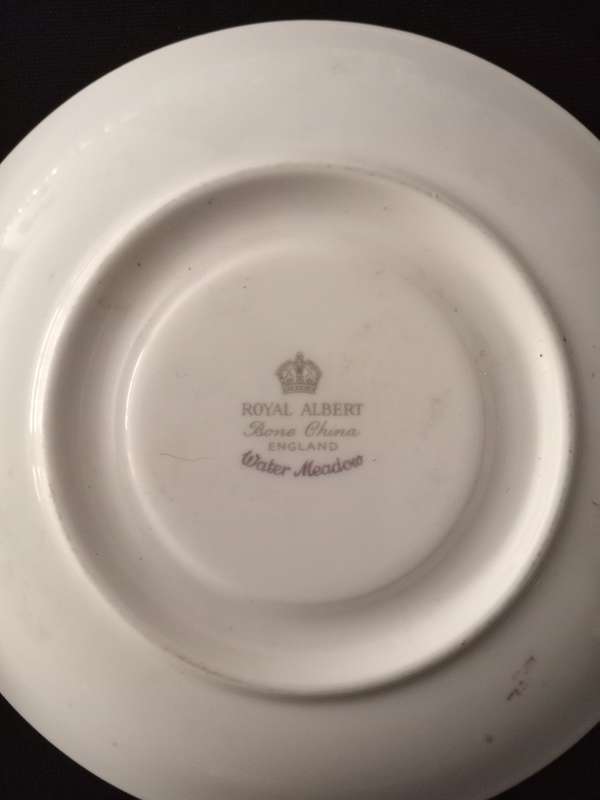 ROYAL ALBERT
Bone China
ENGLAND
Water Meadow